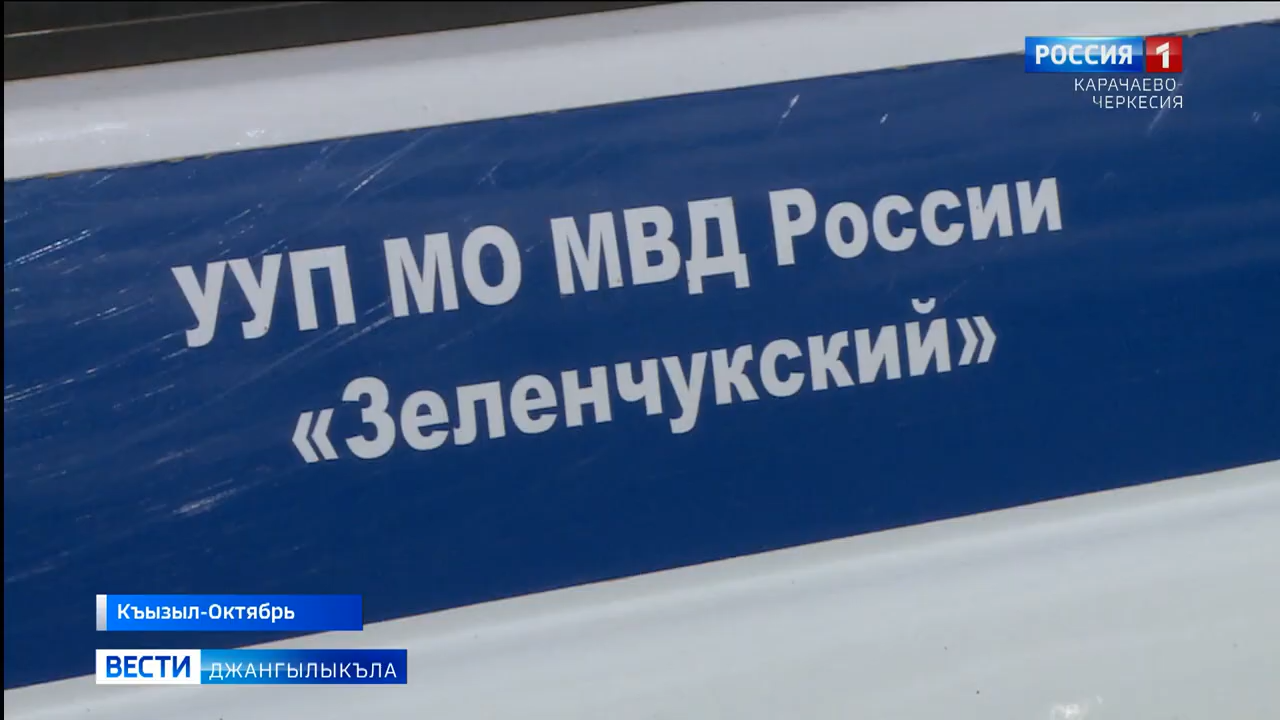 РОССИЯ 1
КАРАЧАЕВО-
ЧЕРКЕСИЯ
УУП МО МВД России
«Зеленчукский»
Къызыл-Октябрь
ВЕСТИ ДЖАНГЫЛЫКЪЛА